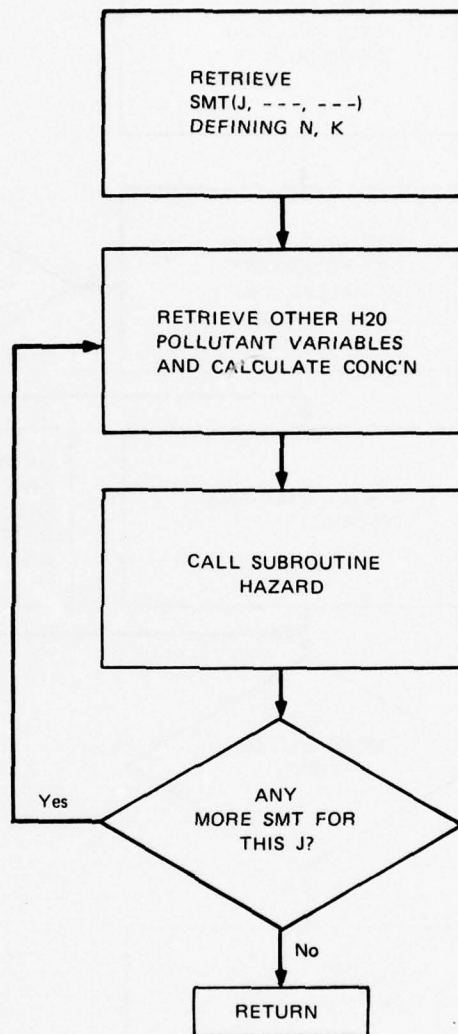 RETRIEVE
SMT(J, ---, ---)
DEFINING N, K
RETRIEVE OTHER H20
POLLUTANT VARIABLES
AND CALCULATE CONC'N
CALL SUBROUTINE
HAZARD
ANY
MORE SMT FOR
THIS J?
Yes
No
RETURN